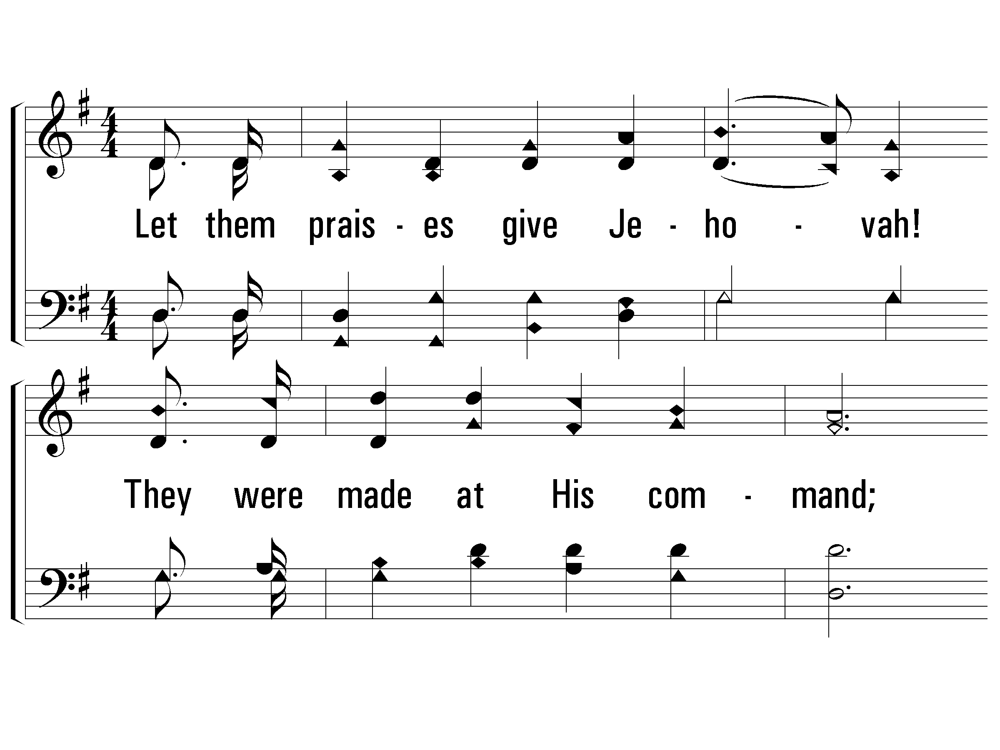 Let them prais - es give Je - ho - vah!
They were made at His com - mand;